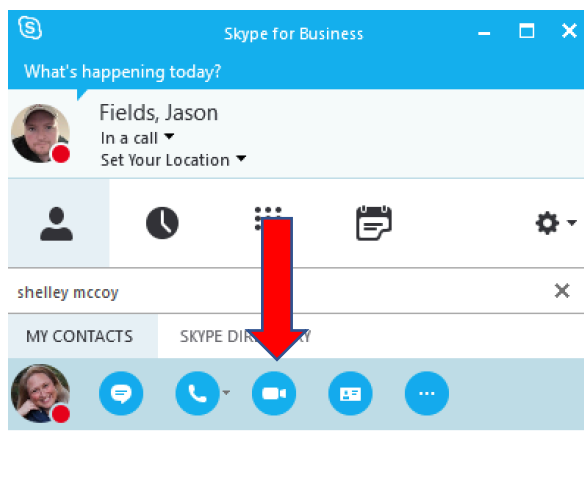 Skype for Business
What's happening today?
Fields, Jason
In a call
Set Your Location
shelley mccoy
MY CONTACTS SKYPE DIR RY